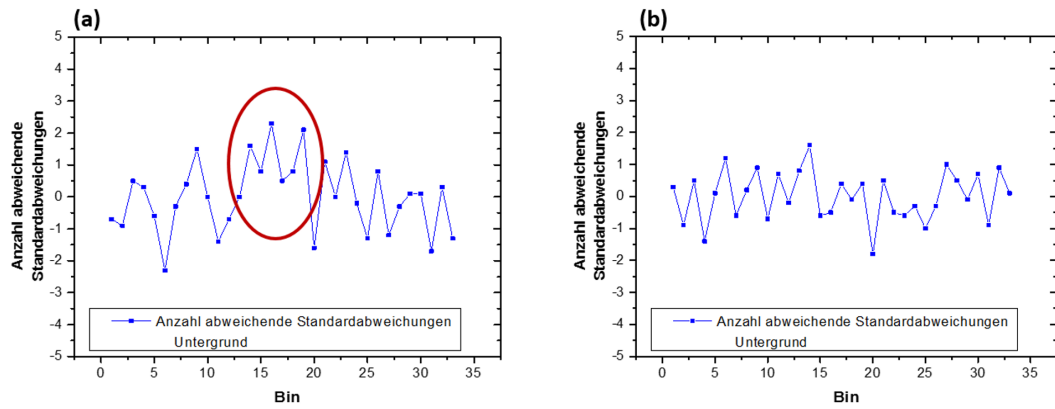 (a)
5
4
3
2
1
0
-1
-2
-3
-4
-5
Anzahl abweichende
Standardabweichungen
Anzahl abweichende Standardabweichungen
Untergrund
0 5 10 15 20 25 30 35
Bin
(b)
5
4
3
2
1
0
-1
-2
-3
-4
-5
Anzahl abweichende
Standardabweichungen
Anzahl abweichende Standardabweichungen
Untergrund
0 5 10 15 20 25 30 35
Bin